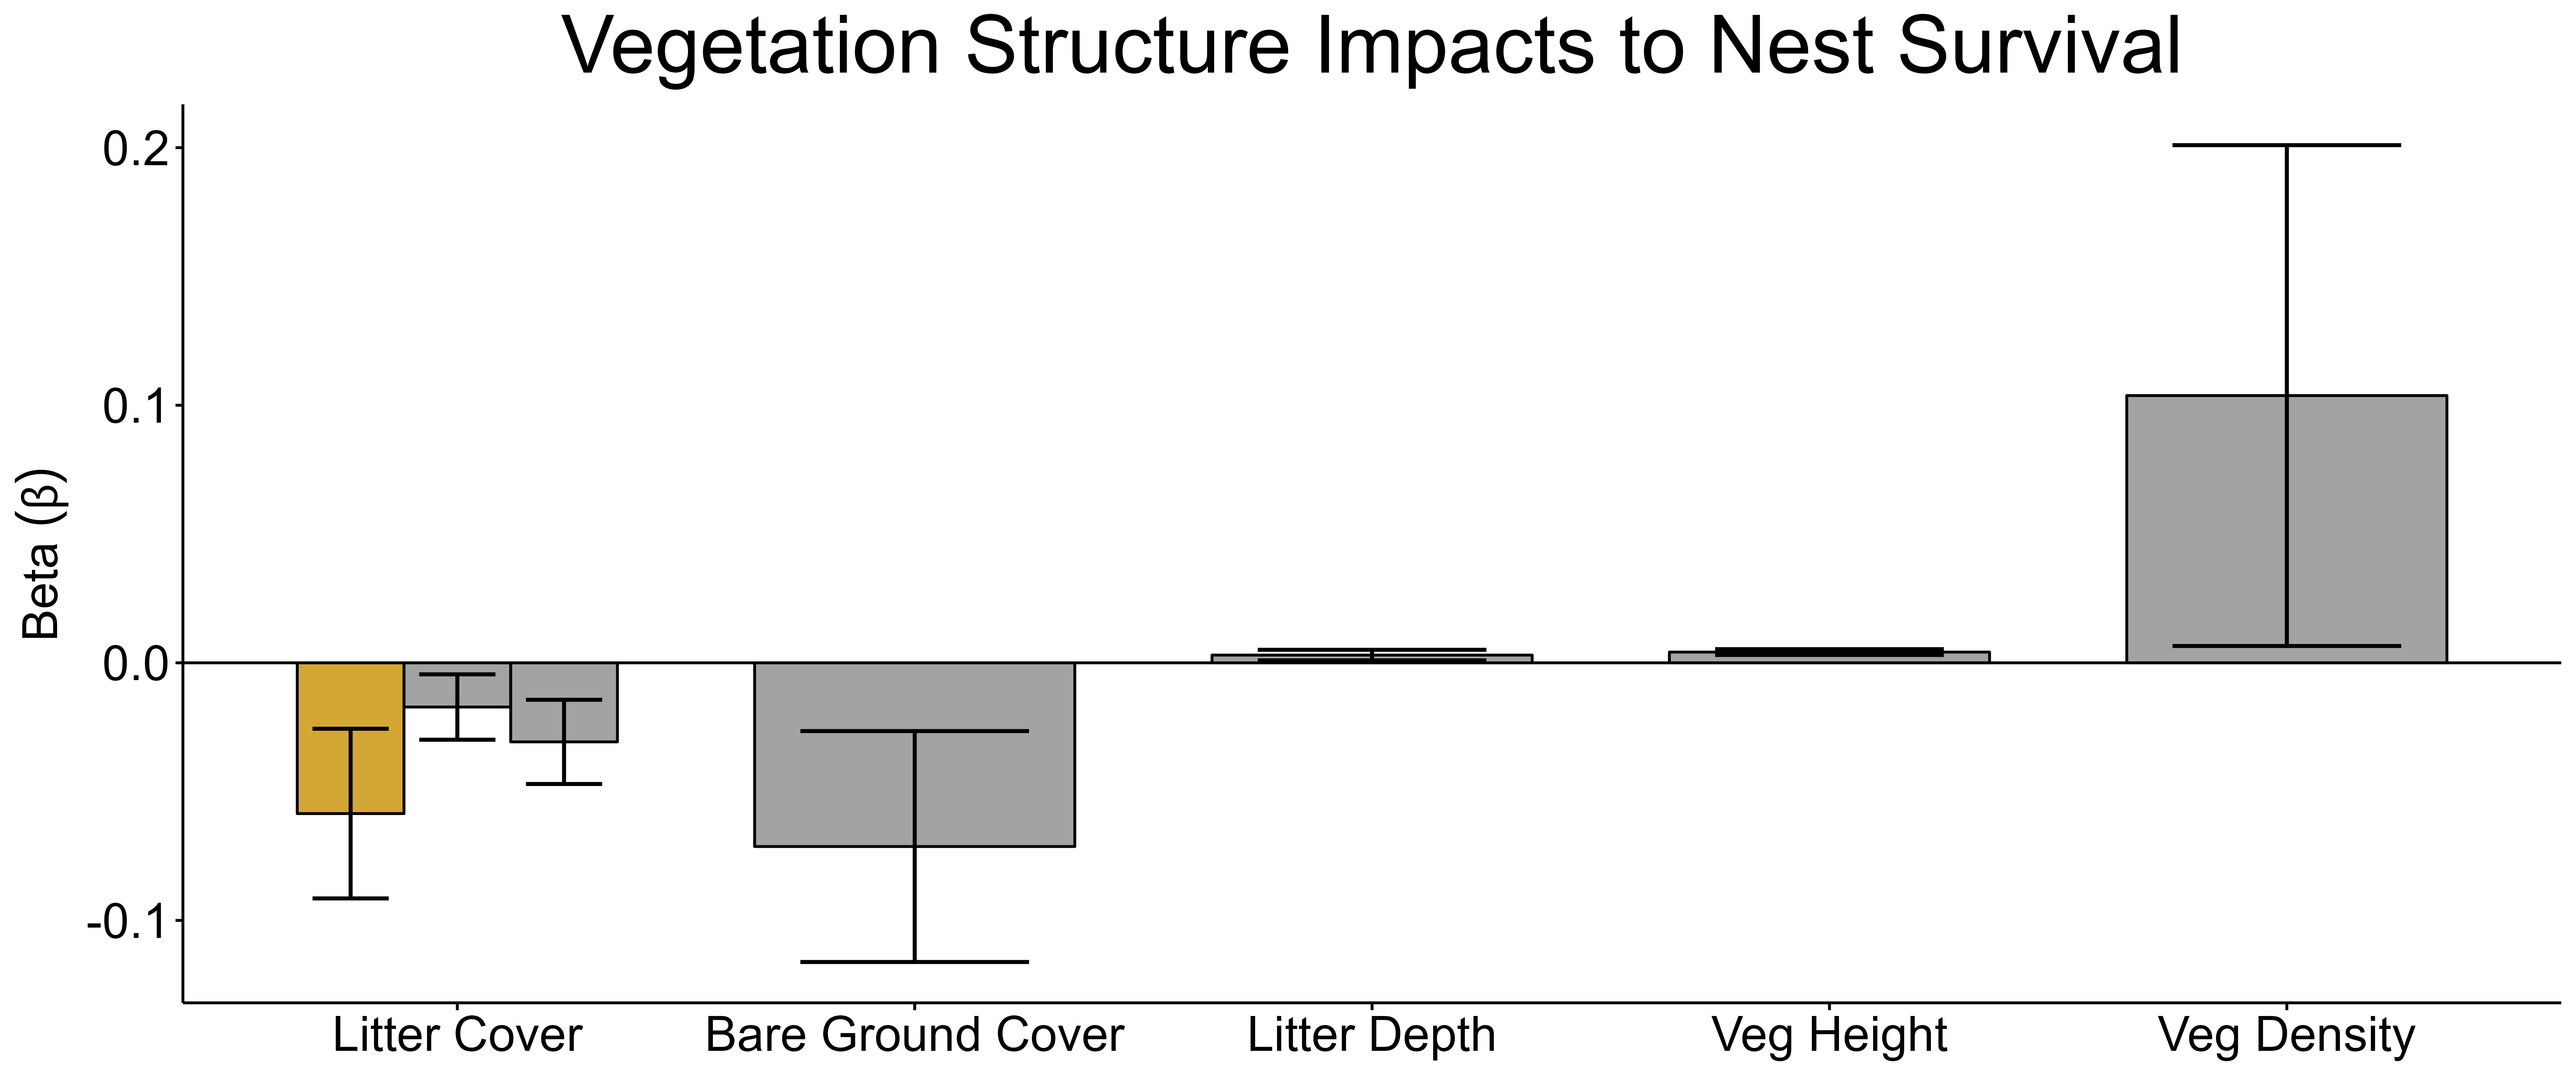 Vegetation Structure Impacts to Nest Survival
Beta (β)
0.2
0.1
0.0
-0.1
Litter Cover
Bare Ground Cover
Litter Depth
Veg Height
Veg Density